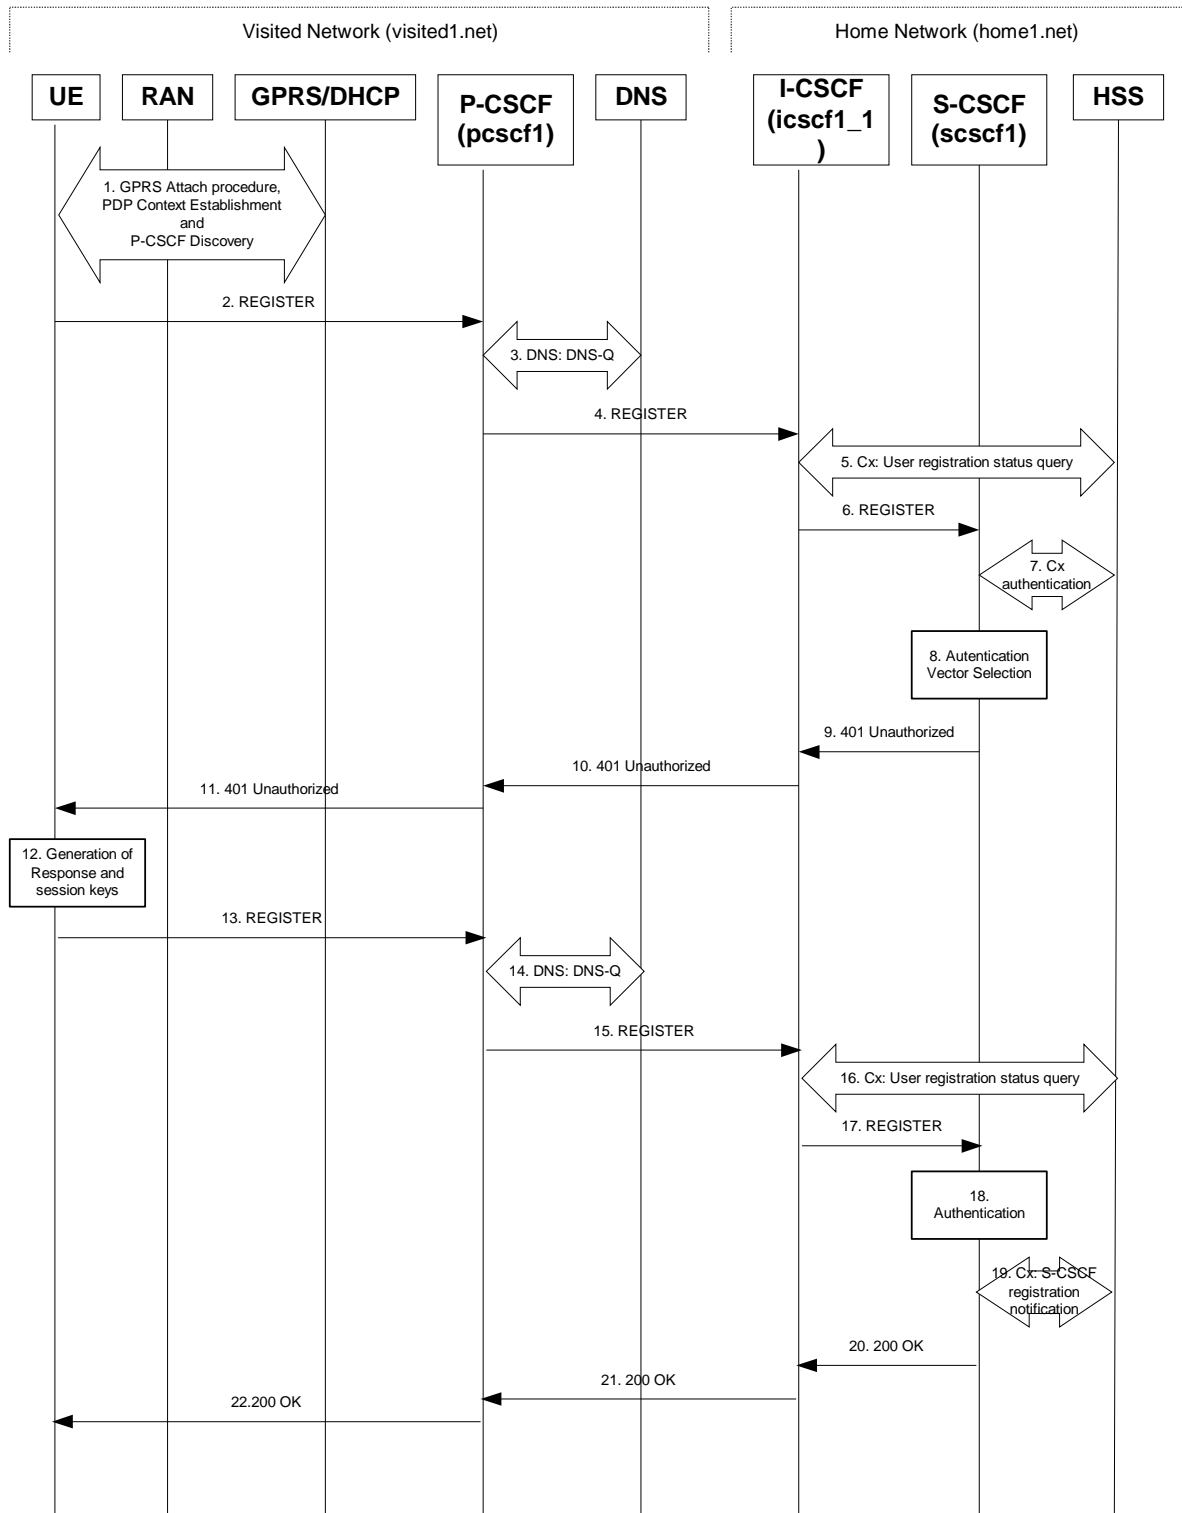 Visited Network (visited1.net)
Home Network (home1.net)
UE
RAN
GPRS/DHCP
P-CSCF
(pcscf1)
DNS
I-CSCF
(icscf1_1
)
S-CSCF
(scscf1)
HSS
1. GPRS Attach procedure,
PDP Context Establishment
and
P-CSCF Discovery
2. REGISTER
3. DNS: DNS-Q
4. REGISTER
5. Cx: User registration status query
6. REGISTER
7. Cx
authentication
8. Autentication
Vector Selection
9. 401 Unauthorized
10. 401 Unauthorized
11. 401 Unauthorized
12. Generation of
Response and
session keys
13. REGISTER
14. DNS: DNS-Q
15. REGISTER
16. Cx: User registration status query
17. REGISTER
18.
Authentication
19. Cx: S-CSCF
registration
notification
20. 200 OK
21. 200 OK
22.200 OK